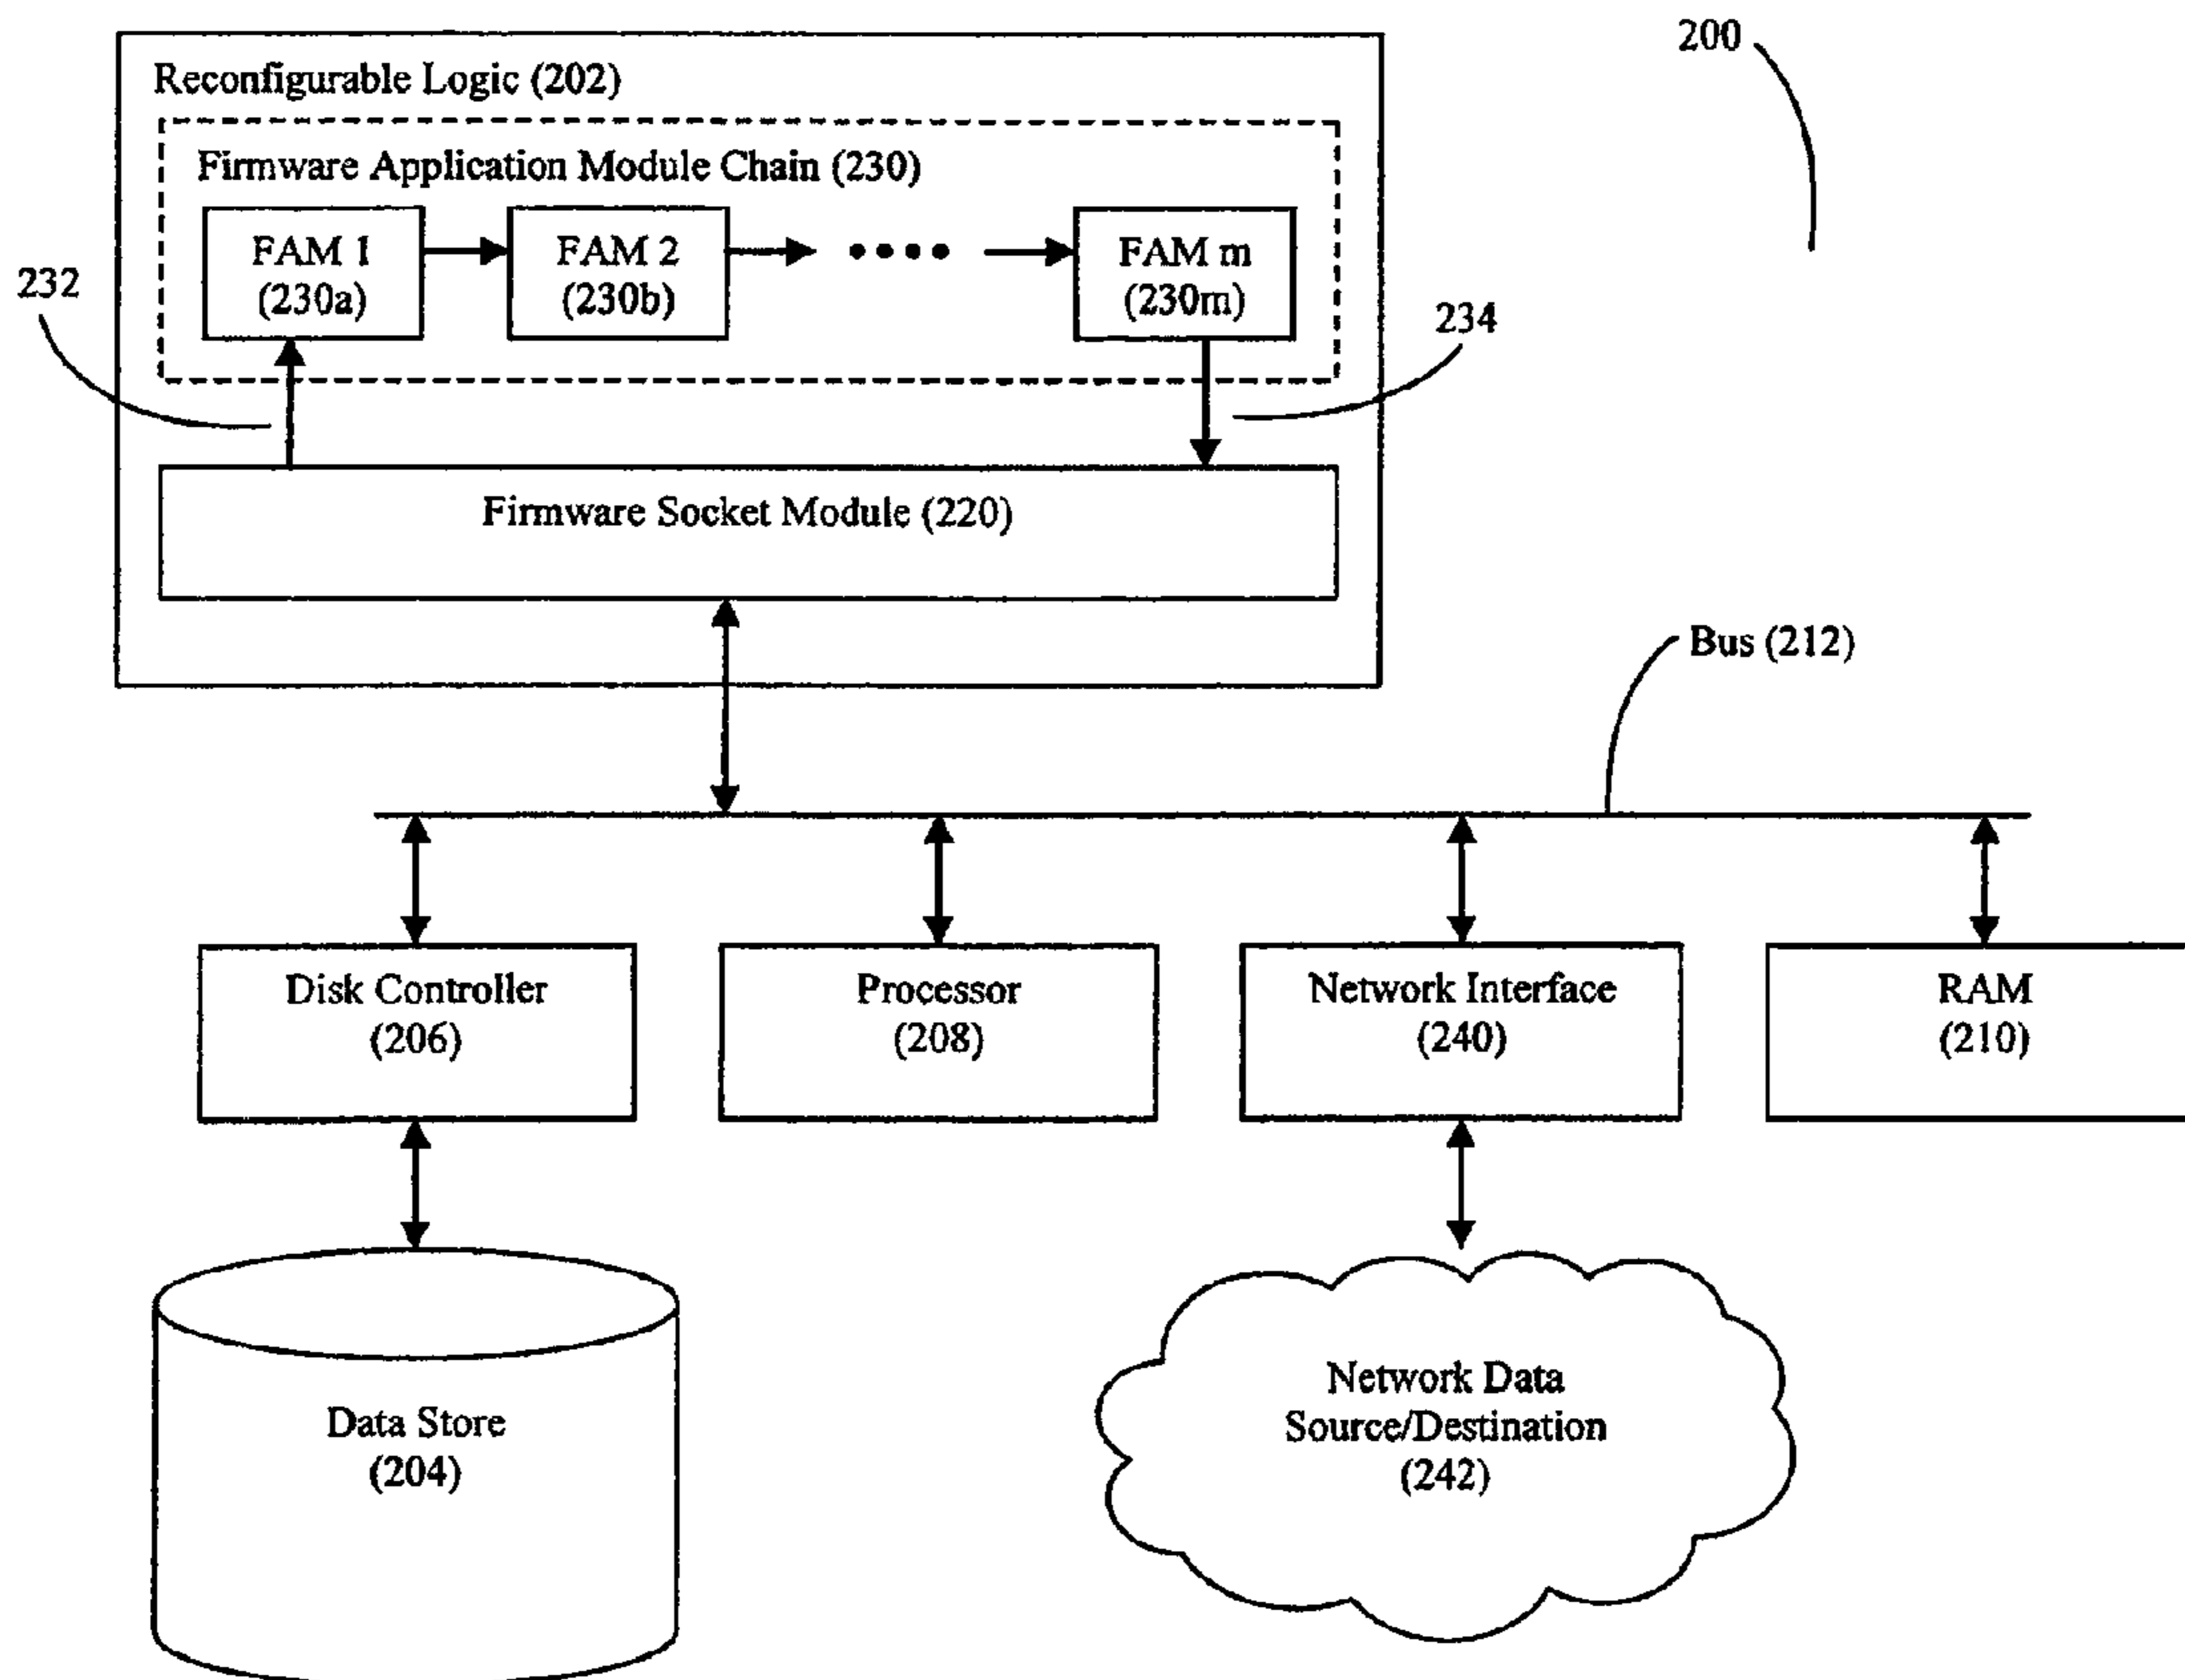 200
Reconfigurable Logic (202)
Firmware Application Module Chain (230)
FAM 1
(230a)
FAM 2
(230b)
FAM m
(230m)
232
234
Firmware Socket Module (220)
Bus (212)
Disk Controller
(206)
Processor
(208)
Network Interface
(240)
RAM
(210)
Data Store
(204)
Network Data
Source/Destination
(242)